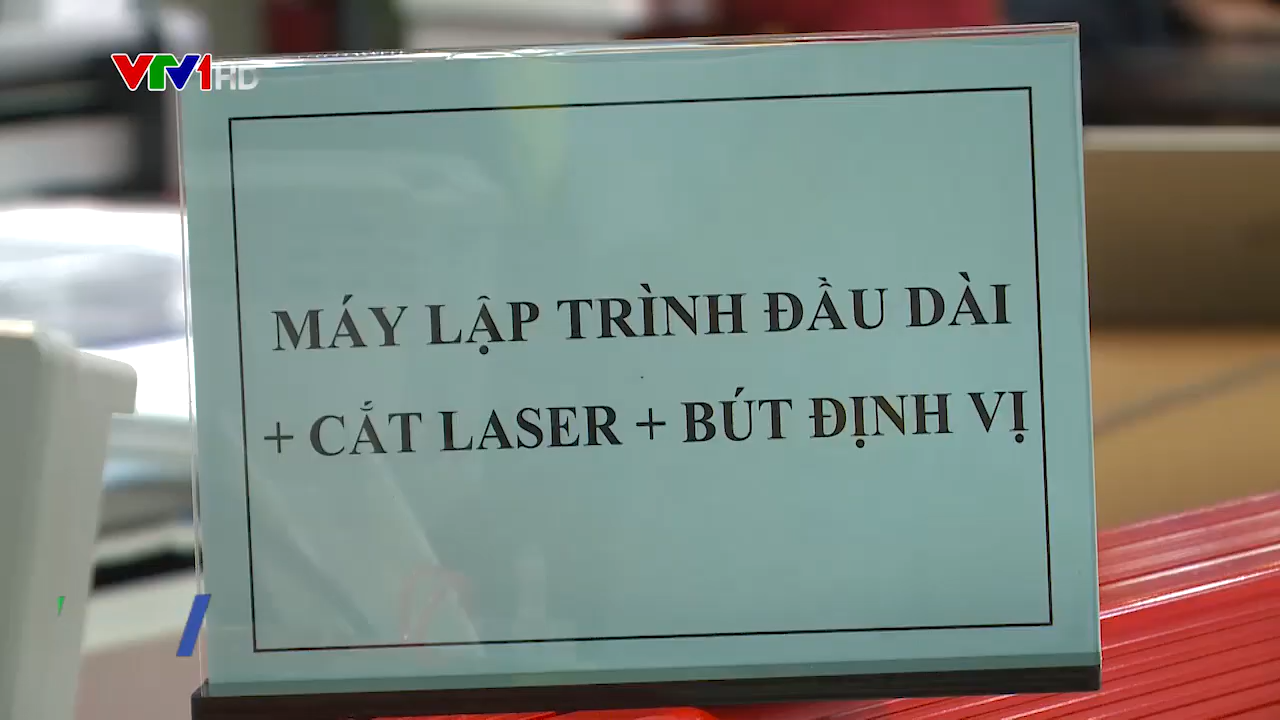 VTV1 HD
MÁY LẬP TRÌNH ĐẦU DÀI
+ CẮT LASER + BÚT ĐỊNH VỊ